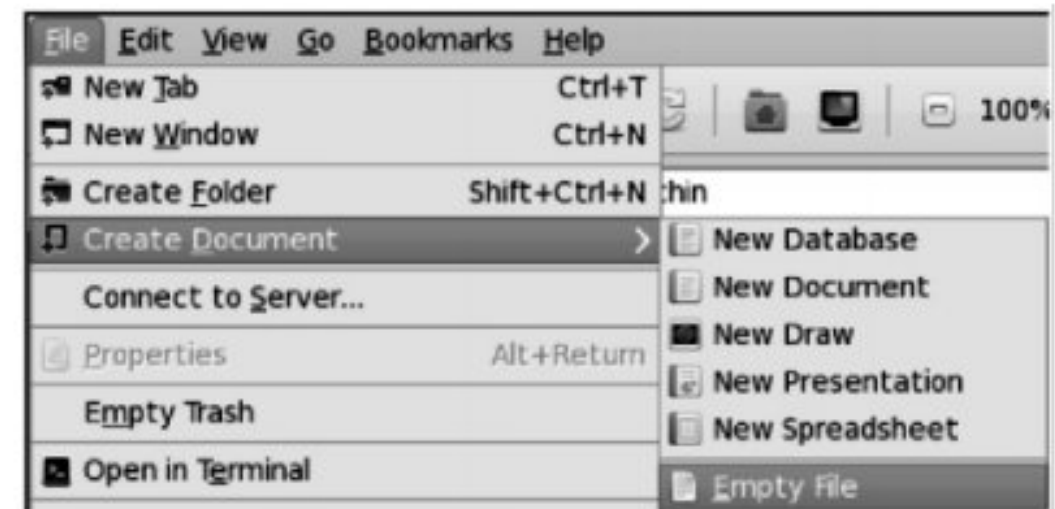 File Edit View Go Bookmarks Help
New Tab Ctrl+T
New Window Ctrl+N
100%
Create Folder Shift+Ctrl+N
thin
Create Document
Connect to Server...
Properties Alt+Return
Empty Trash
Open in Terminal
New Database
New Document
New Draw
New Presentation
New Spreadsheet
Empty File